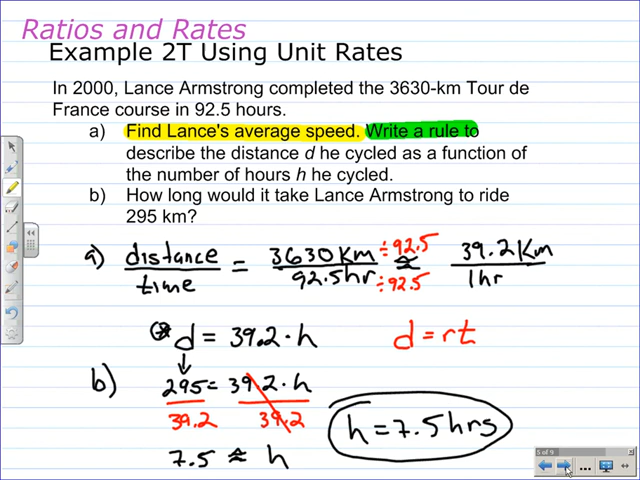 Ratios and Rates
Example 2T Using Unit Rates
In 2000, Lance Armstrong completed the 3630-km Tour de
France course in 92.5 hours.
a) Find Lance's average speed. Write a rule to
describe the distance d he cycled as a function of
the number of hours h he cycled.
b) How long would it take Lance Armstrong to ride
295 km?
a) distance / time = 3630 Km / 92.5 hr ÷92.5 / ÷92.5 ≈ 39.2 Km / 1 hr
d = 39.2 · h d = rt
b) 295 = 39.2 · h
39.2 39.2
7.5 ≈ h
h = 7.5 hrs
5 of 9